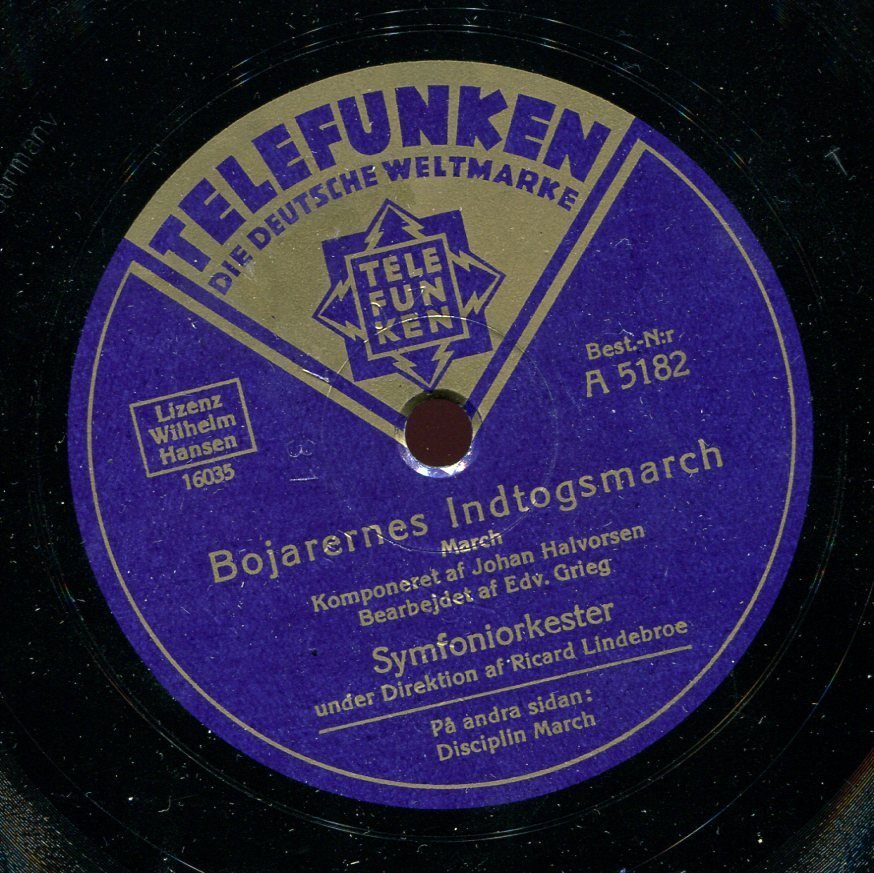 TELEFUNKEN
DIE DEUTSCHE WELTMARKE
TELE
FUN
KEN
Best.-N:r
A 5182
Lizenz
Wilhelm
Hansen
16035
Bojarernes Indtogsmarch
March
Komponeret af Johan Halvorsen
Bearbejdet af Edv. Grieg
Symfoniorkester
under Direktion af Ricard Lindebroe
På andra sidan:
Disciplin March
Germany